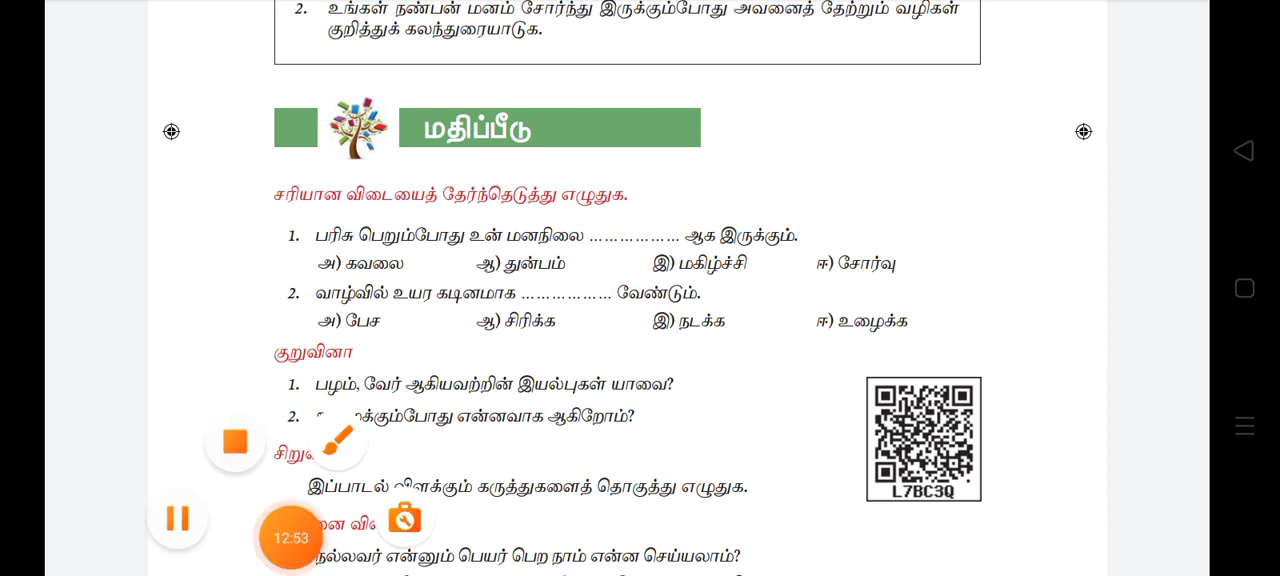 2. உங்கள் நண்பன் மனம் சோர்ந்து இருக்கும்போது அவனைத் தேற்றும் வழிகள்
குறித்துக் கலந்துரையாடுக.
மதிப்பீடு
சரியான விடையைத் தேர்ந்தெடுத்து எழுதுக.
1. பரிசு பெறும்போது உன் மனநிலை ………………… ஆக இருக்கும்.
அ) கவலை ஆ) துன்பம் இ) மகிழ்ச்சி ஈ) சோர்வு
2. வாழ்வில் உயர கடினமாக ………………… வேண்டும்.
அ) பேச ஆ) சிரிக்க இ) நடக்க ஈ) உழைக்க
குறுவினா
1. பழம், வேர் ஆகியவற்றின் இயல்புகள் யாவை?
2. என்னவாக ஆகிறோம்?
இப்பாடல் விளக்கும் கருத்துகளைத் தொகுத்து எழுதுக.
L7BC3Q
12:53
நல்லவர் என்னும் பெயர் பெற நாம் என்ன செய்யலாம்?